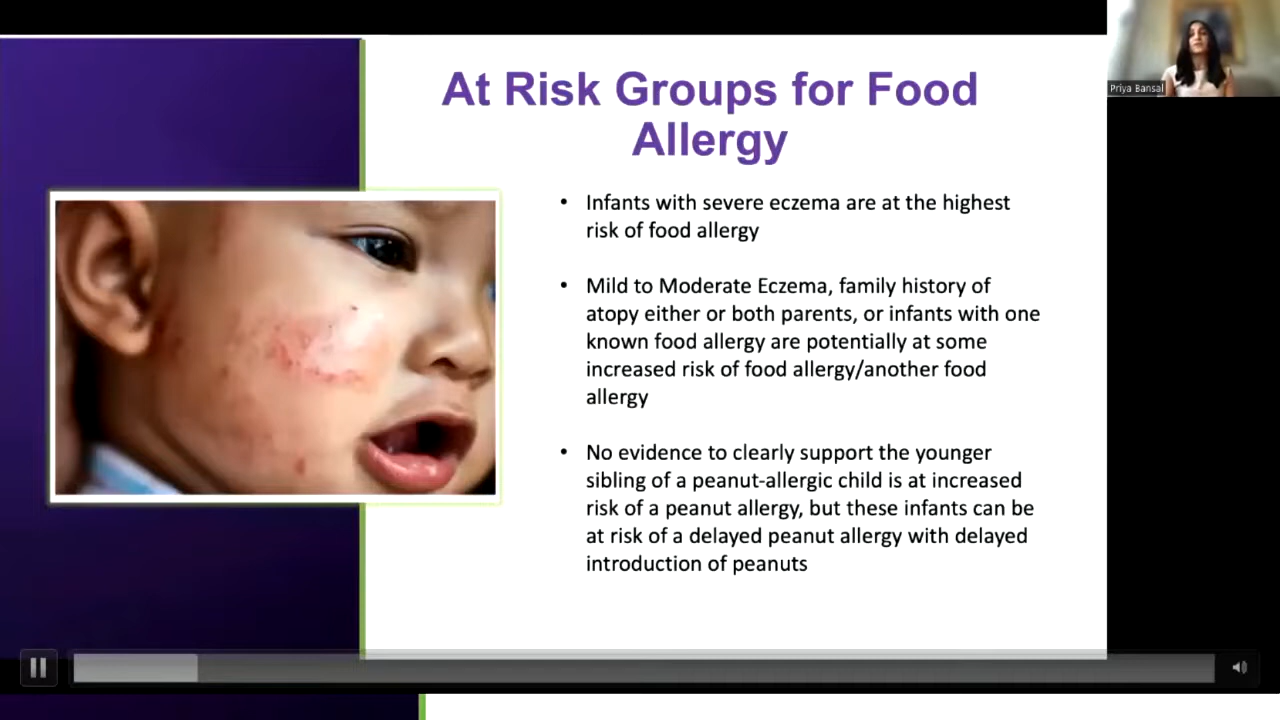 At Risk Groups for Food
Allergy
Priya Bansal
• Infants with severe eczema are at the highest
risk of food allergy
• Mild to Moderate Eczema, family history of
atopy either or both parents, or infants with one
known food allergy are potentially at some
increased risk of food allergy/another food
allergy
• No evidence to clearly support the younger
sibling of a peanut-allergic child is at increased
risk of a peanut allergy, but these infants can be
at risk of a delayed peanut allergy with delayed
introduction of peanuts